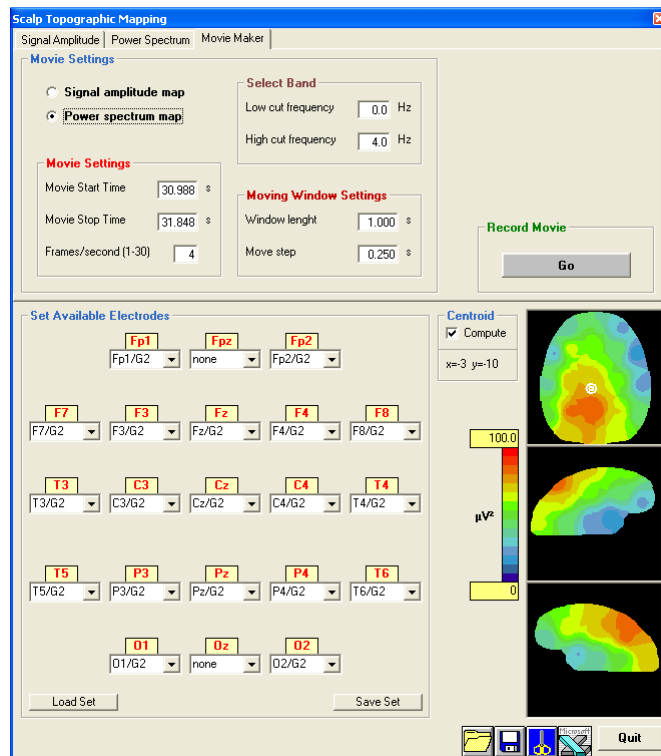 Scalp Topographic Mapping
Signal Amplitude Power Spectrum Movie Maker
Movie Settings
Signal amplitude map
Power spectrum map
Select Band
Low cut frequency 0.0 Hz
High cut frequency 4.0 Hz
Movie Settings
Movie Start Time 30.988 s
Movie Stop Time 31.848 s
Frames/second (1-30) 4
Moving Window Settings
Window lenght 1.000 s
Move step 0.250 s
Record Movie
Go
Set Available Electrodes
Fp1 Fpz Fp2
Fp1/G2 none Fp2/G2
F7 F3 Fz F4 F8
F7/G2 F3/G2 Fz/G2 F4/G2 F8/G2
T3 C3 Cz C4 T4
T3/G2 C3/G2 Cz/G2 C4/G2 T4/G2
T5 P3 Pz P4 T6
T5/G2 P3/G2 Pz/G2 P4/G2 T6/G2
O1 Oz O2
O1/G2 none O2/G2
Load Set Save Set
Centroid
Compute
x=-3 y=-10
100.0
µV²
0
Microsoft
Quit